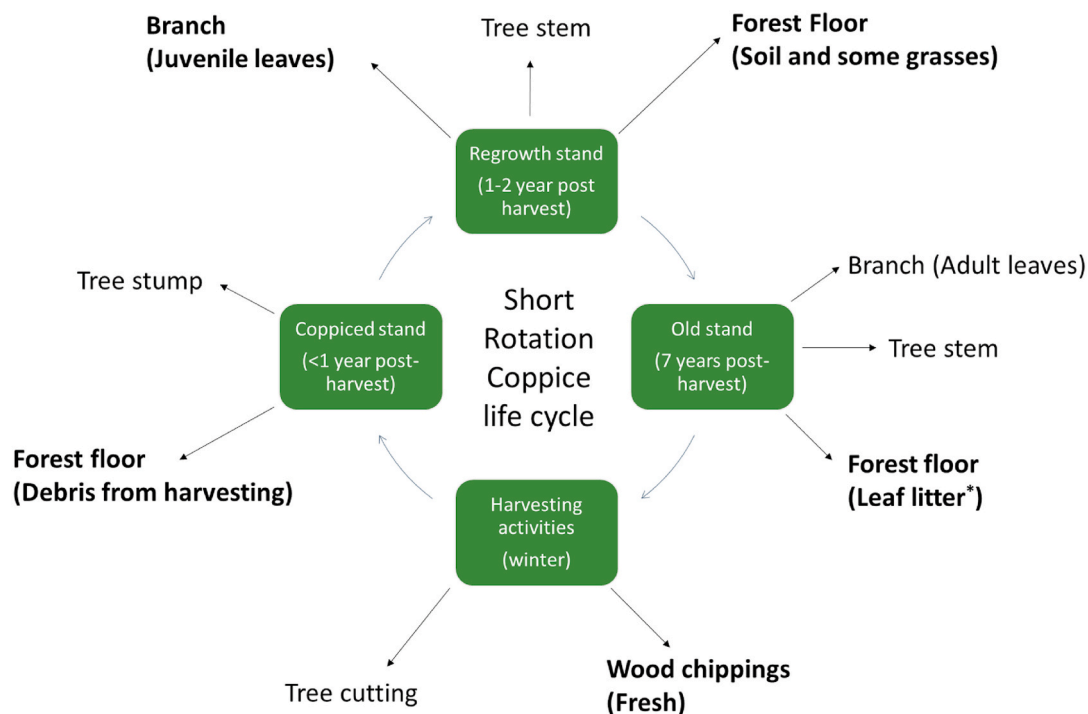 Branch
(Juvenile leaves)
Tree stem
Forest Floor
(Soil and some grasses)
Regrowth stand
(1-2 year post
harvest)
Tree stump
Coppiced stand
(<1 year post-
harvest)
Short
Rotation
Coppice
life cycle
Old stand
(7 years post-
harvest)
Branch (Adult leaves)
Tree stem
Forest floor
(Debris from harvesting)
Forest floor
(Leaf litter*)
Harvesting
activities
(winter)
Tree cutting
Wood chippings
(Fresh)